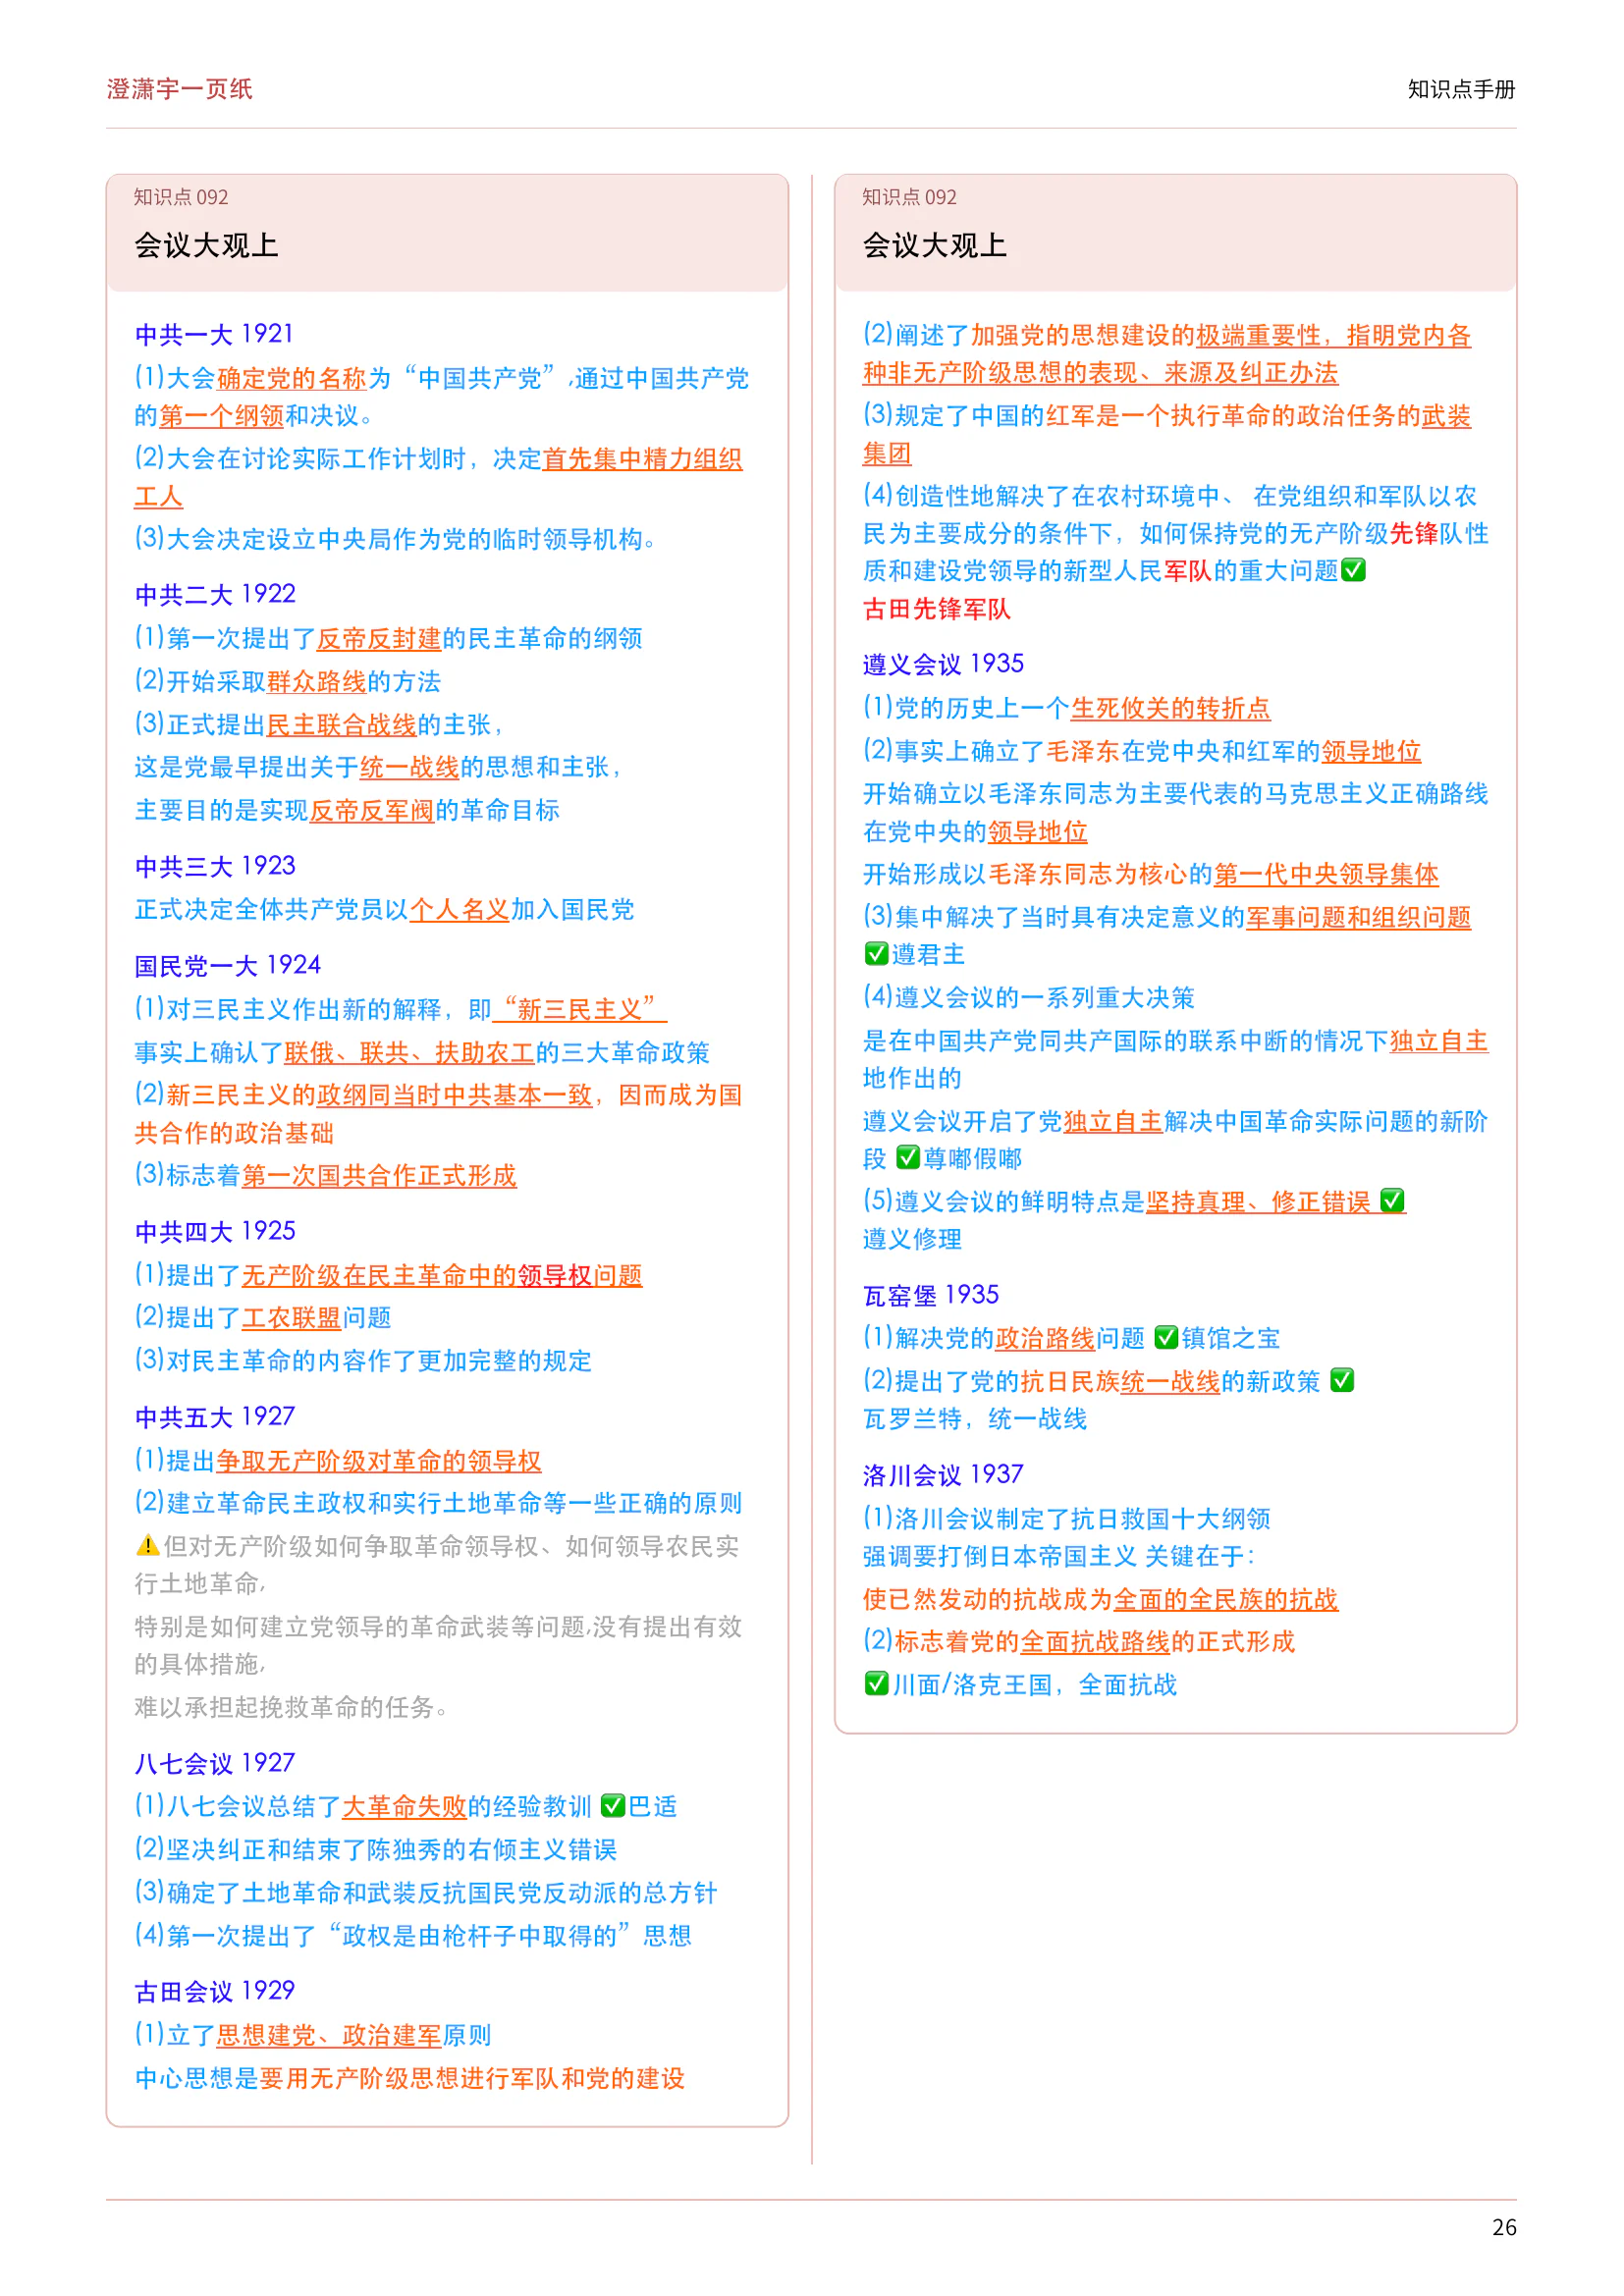 澄潇宇一页纸
知识点手册
知识点 092
会议大观上
中共一大 1921
(1)大会确定党的名称为“中国共产党”,通过中国共产党
的第一个纲领和决议。
(2)大会在讨论实际工作计划时，决定首先集中精力组织
工人
(3)大会决定设立中央局作为党的临时领导机构。
中共二大 1922
(1)第一次提出了反帝反封建的民主革命的纲领
(2)开始采取群众路线的方法
(3)正式提出民主联合战线的主张,
这是党最早提出关于统一战线的思想和主张,
主要目的是实现反帝反军阀的革命目标
中共三大 1923
正式决定全体共产党员以个人名义加入国民党
国民党一大 1924
(1)对三民主义作出新的解释，即“新三民主义”
事实上确认了联俄、联共、扶助农工的三大革命政策
(2)新三民主义的政纲同当时中共基本一致，因而成为国
共合作的政治基础
(3)标志着第一次国共合作正式形成
中共四大 1925
(1)提出了无产阶级在民主革命中的领导权问题
(2)提出了工农联盟问题
(3)对民主革命的内容作了更加完整的规定
中共五大 1927
(1)提出争取无产阶级对革命的领导权
(2)建立革命民主政权和实行土地革命等一些正确的原则
⚠️但对无产阶级如何争取革命领导权、如何领导农民实
行土地革命,
特别是如何建立党领导的革命武装等问题,没有提出有效
的具体措施,
难以承担起挽救革命的任务。
八七会议 1927
(1)八七会议总结了大革命失败的经验教训 ✅巴适
(2)坚决纠正和结束了陈独秀的右倾主义错误
(3)确定了土地革命和武装反抗国民党反动派的总方针
(4)第一次提出了“政权是由枪杆子中取得的”思想
古田会议 1929
(1)立了思想建党、政治建军原则
中心思想是要用无产阶级思想进行军队和党的建设
知识点 092
会议大观上
(2)阐述了加强党的思想建设的极端重要性，指明党内各
种非无产阶级思想的表现、来源及纠正办法
(3)规定了中国的红军是一个执行革命的政治任务的武装
集团
(4)创造性地解决了在农村环境中、 在党组织和军队以农
民为主要成分的条件下，如何保持党的无产阶级先锋队性
质和建设党领导的新型人民军队的重大问题✅
古田先锋军队
遵义会议 1935
(1)党的历史上一个生死攸关的转折点
(2)事实上确立了毛泽东在党中央和红军的领导地位
开始确立以毛泽东同志为主要代表的马克思主义正确路线
在党中央的领导地位
开始形成以毛泽东同志为核心的第一代中央领导集体
(3)集中解决了当时具有决定意义的军事问题和组织问题
✅遵君主
(4)遵义会议的一系列重大决策
是在中国共产党同共产国际的联系中断的情况下独立自主
地作出的
遵义会议开启了党独立自主解决中国革命实际问题的新阶
段 ✅尊嘟假嘟
(5)遵义会议的鲜明特点是坚持真理、修正错误 ✅
遵义修理
瓦窑堡 1935
(1)解决党的政治路线问题 ✅镇馆之宝
(2)提出了党的抗日民族统一战线的新政策 ✅
瓦罗兰特，统一战线
洛川会议 1937
(1)洛川会议制定了抗日救国十大纲领
强调要打倒日本帝国主义 关键在于:
使已然发动的抗战成为全面的全民族的抗战
(2)标志着党的全面抗战路线的正式形成
✅川面/洛克王国，全面抗战
26